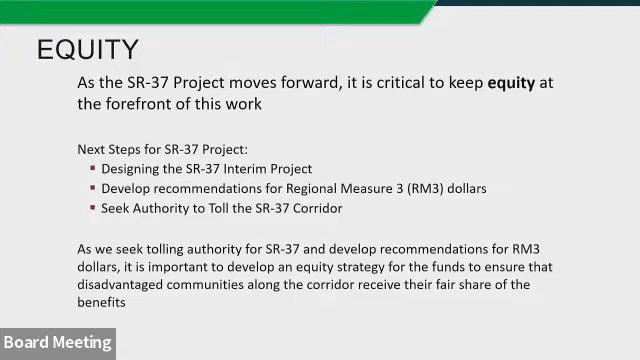 EQUITY
As the SR-37 Project moves forward, it is critical to keep equity at
the forefront of this work
Next Steps for SR-37 Project:
▪ Designing the SR-37 Interim Project
▪ Develop recommendations for Regional Measure 3 (RM3) dollars
▪ Seek Authority to Toll the SR-37 Corridor
As we seek tolling authority for SR-37 and develop recommendations for RM3
dollars, it is important to develop an equity strategy for the funds to ensure that
disadvantaged communities along the corridor receive their fair share of the
benefits
Board Meeting